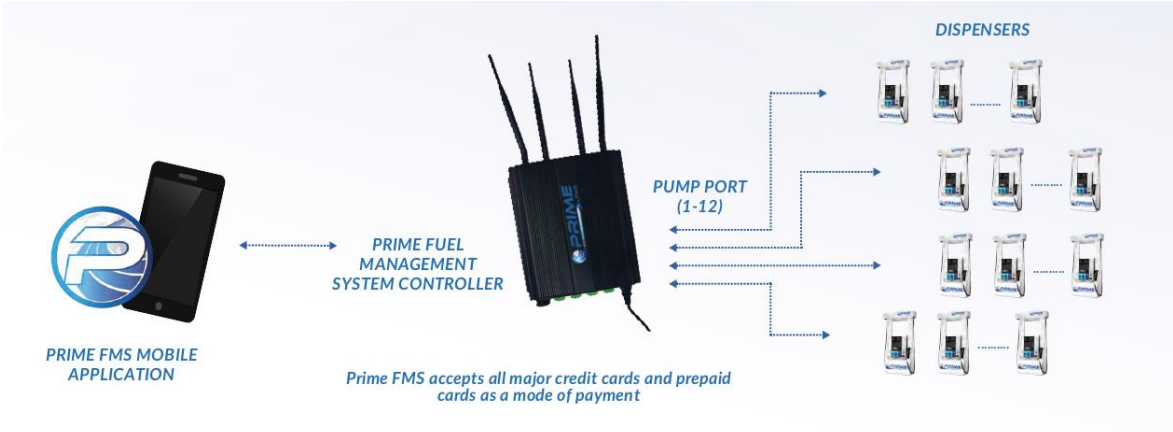 DISPENSERS
PUMP PORT
(1-12)
PRIME
PRIME FUEL
MANAGEMENT
SYSTEM CONTROLLER
P
PRIME FMS MOBILE
APPLICATION
Prime FMS accepts all major credit cards and prepaid
cards as a mode of payment